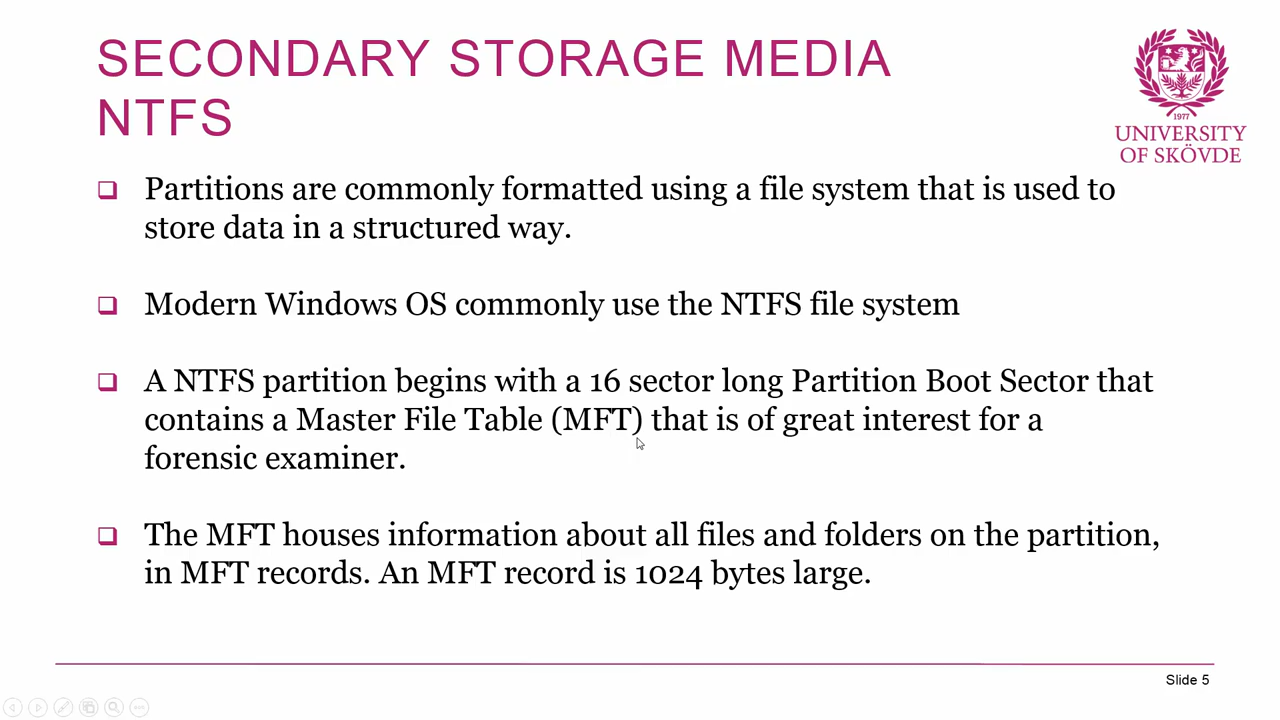 SECONDARY STORAGE MEDIA
NTFS
1977
UNIVERSITY
OF SKÖVDE
Partitions are commonly formatted using a file system that is used to
store data in a structured way.
Modern Windows OS commonly use the NTFS file system
A NTFS partition begins with a 16 sector long Partition Boot Sector that
contains a Master File Table (MFT) that is of great interest for a
forensic examiner.
The MFT houses information about all files and folders on the partition,
in MFT records. An MFT record is 1024 bytes large.
Slide 5